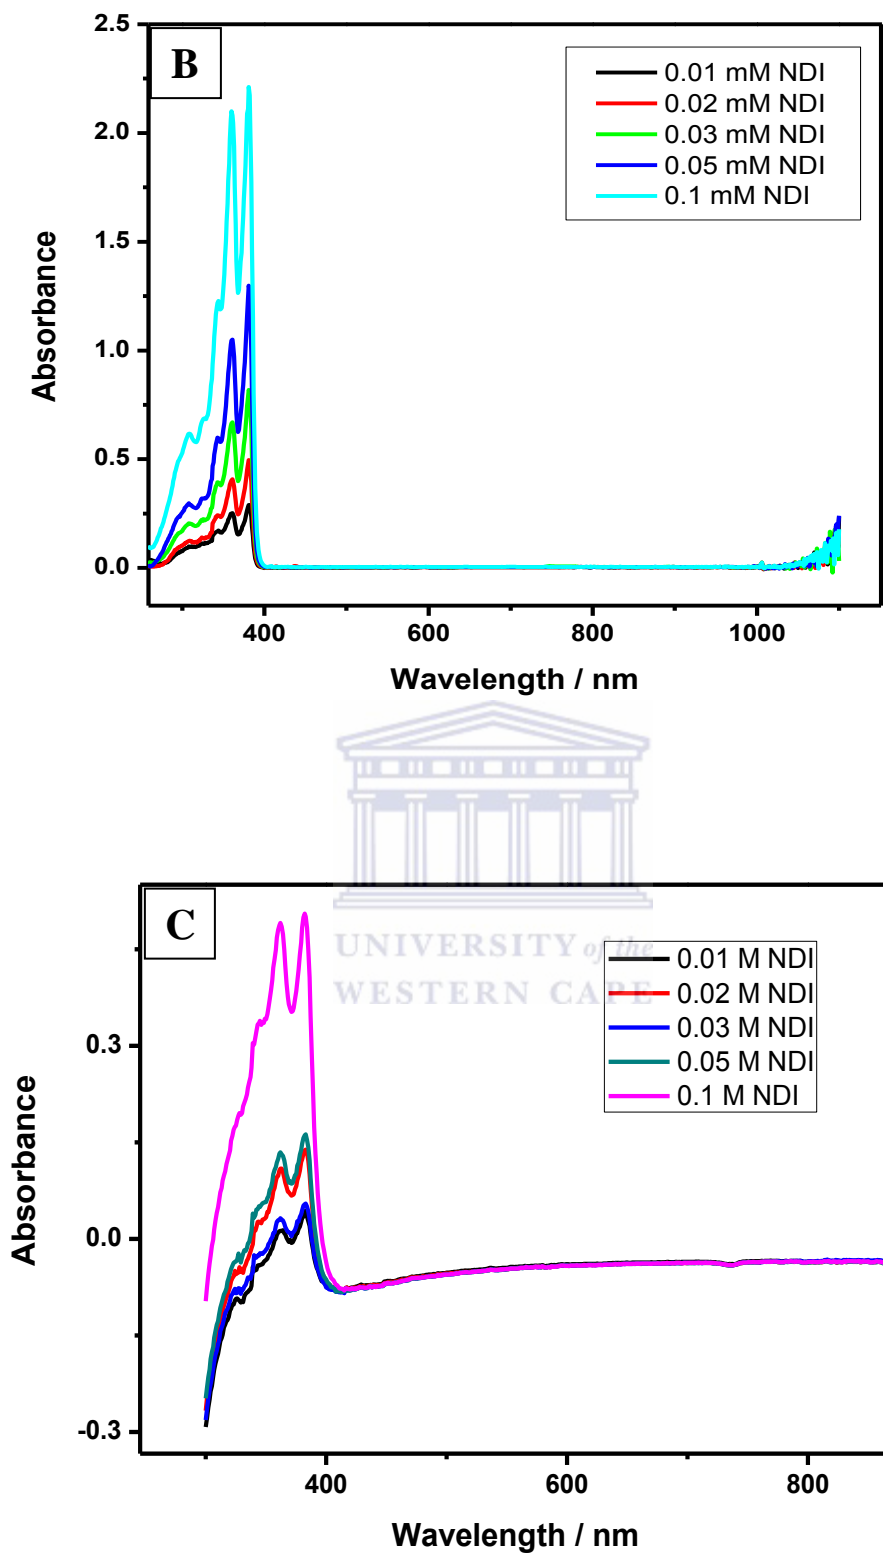 B
0.01 mM NDI
0.02 mM NDI
0.03 mM NDI
0.05 mM NDI
0.1 mM NDI
2.5
2.0
1.5
1.0
0.5
0.0
Absorbance
400 600 800 1000
Wavelength / nm
UNIVERSITY of the
WESTERN CAPE
C
0.01 M NDI
0.02 M NDI
0.03 M NDI
0.05 M NDI
0.1 M NDI
0.3
0.0
-0.3
Absorbance
400 600 800
Wavelength / nm